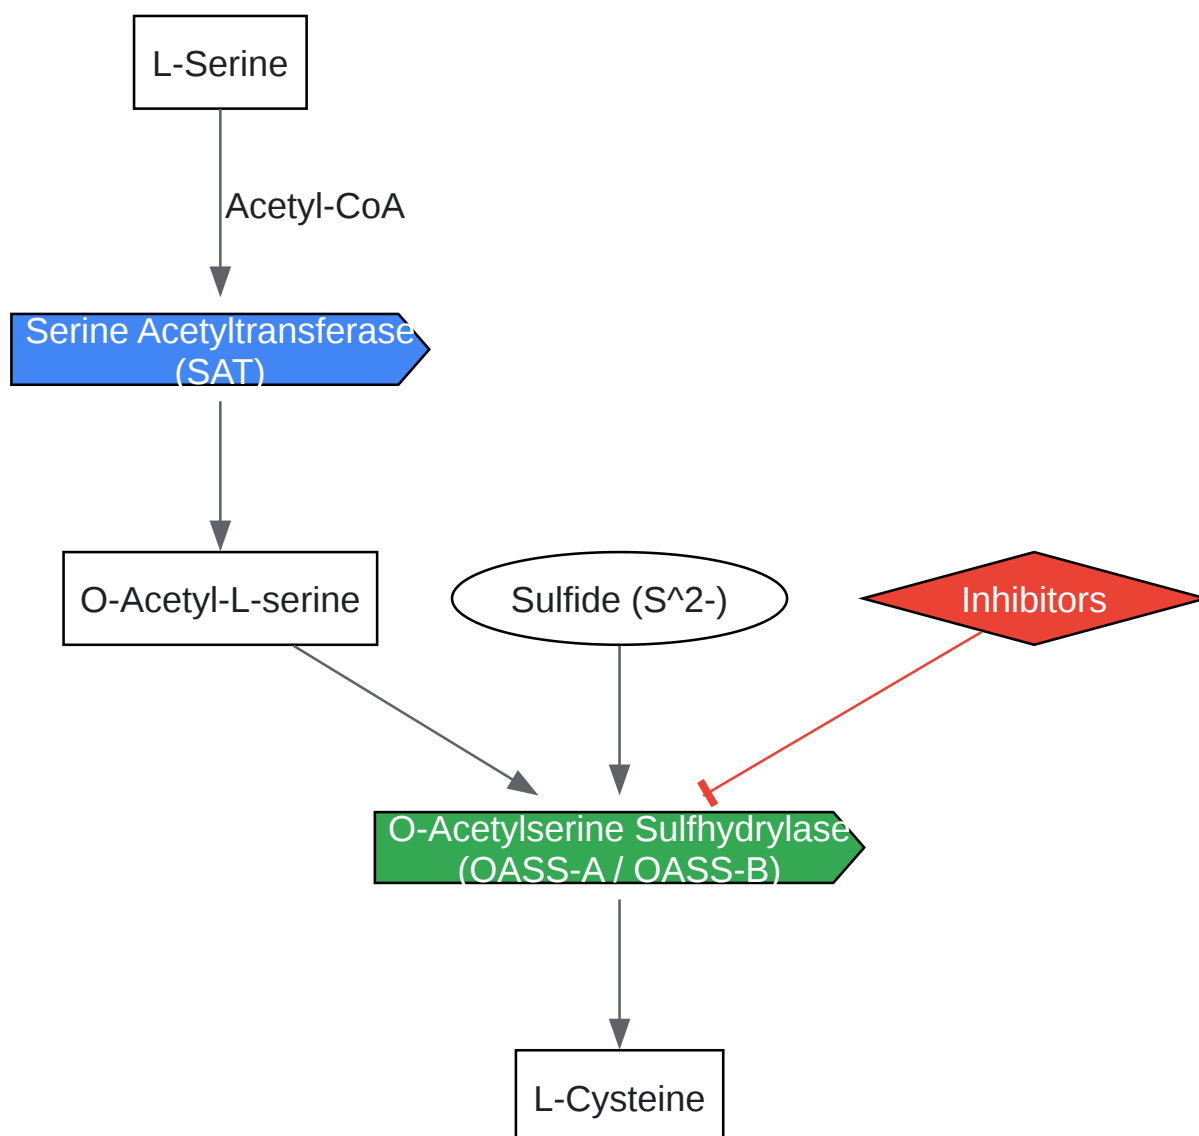 L-Serine
Acetyl-CoA
Serine Acetyltransferase
(SAT)
O-Acetyl-L-serine
Sulfide (S^2-)
Inhibitors
O-Acetylserine Sulfhydrylase
(OASS-A / OASS-B)
L-Cysteine